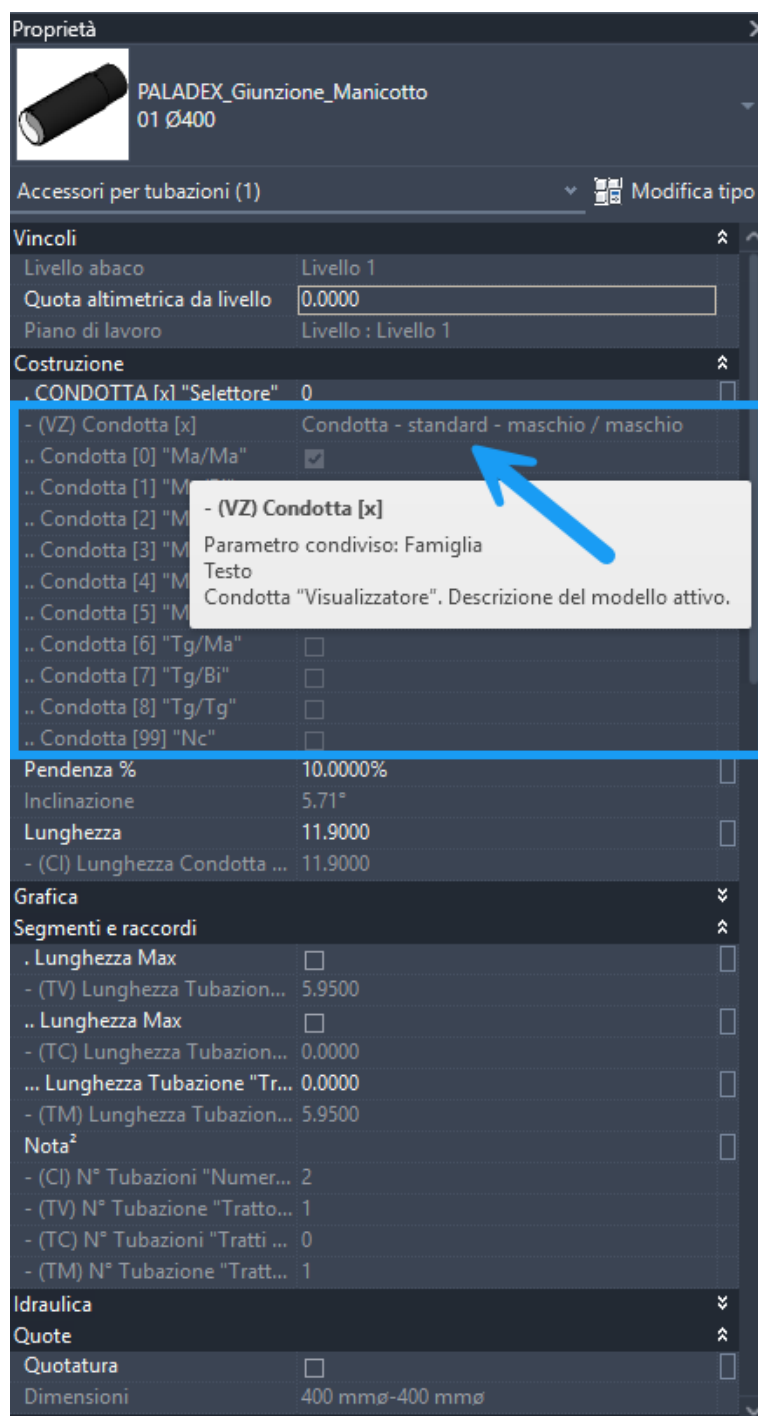 Proprietà
PALADEX_Giunzione_Manicotto
01 Ø400
Accessori per tubazioni (1)
Modifica tipo
Vincoli
Livello abaco Livello 1
Quota altimetrica da livello 0.0000
Piano di lavoro Livello : Livello 1
Costruzione
. CONDOTTA [x] "Selettore" 0
- (VZ) Condotta [x] Condotta - standard - maschio / maschio
.. Condotta [0] "Ma/Ma"
.. Condotta [1]
.. Condotta [2] "M
.. Condotta [3] "M
.. Condotta [4] "M
.. Condotta [5] "M
- (VZ) Condotta [x]
Parametro condiviso: Famiglia
Testo
Condotta "Visualizzatore". Descrizione del modello attivo.
.. Condotta [6] "Tg/Ma"
.. Condotta [7] "Tg/Bi"
.. Condotta [8] "Tg/Tg"
.. Condotta [99] "Nc"
Pendenza % 10.0000%
Inclinazione 5.71°
Lunghezza 11.9000
- (CI) Lunghezza Condotta ... 11.9000
Grafica
Segmenti e raccordi
. Lunghezza Max
- (TV) Lunghezza Tubazion... 5.9500
.. Lunghezza Max
- (TC) Lunghezza Tubazion... 0.0000
... Lunghezza Tubazione "Tr... 0.0000
- (TM) Lunghezza Tubazion... 5.9500
Nota²
- (CI) N° Tubazioni "Numer... 2
- (TV) N° Tubazione "Tratto... 1
- (TC) N° Tubazioni "Tratti ... 0
- (TM) N° Tubazione "Tratt... 1
Idraulica
Quote
Quotatura
Dimensioni 400 mmø-400 mmø